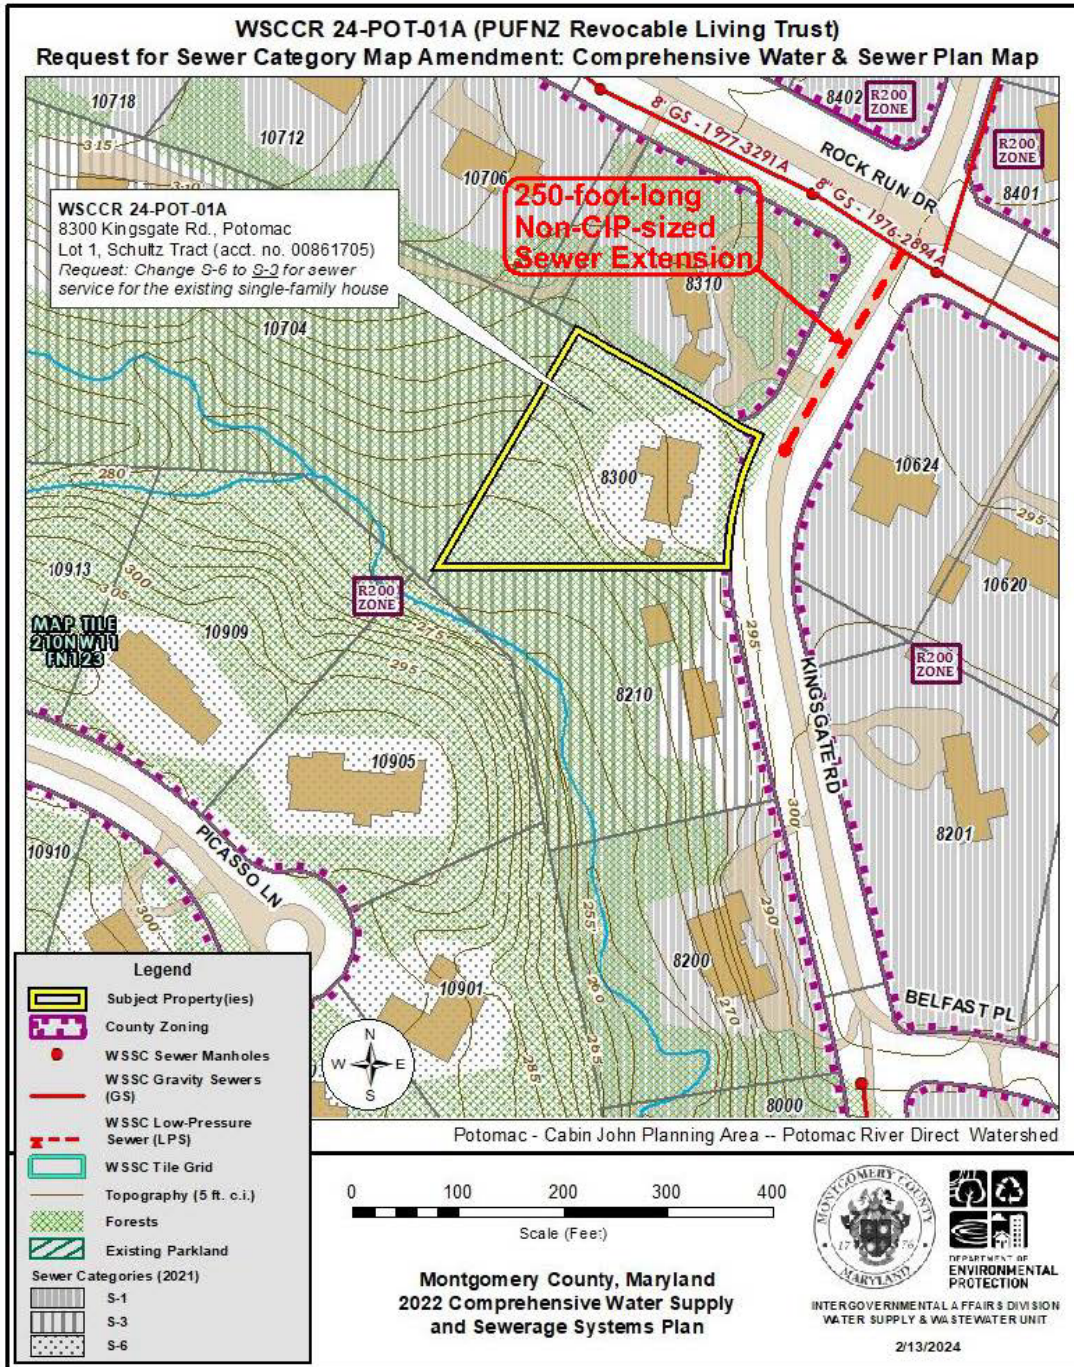 WSCCR 24-POT-01A (PUFNZ Revocable Living Trust)
Request for Sewer Category Map Amendment: Comprehensive Water & Sewer Plan Map
10718
10712
315
310
10706
8' GS - 1977-3291A
8' GS - 1976-2894A
8402
R200
ZONE
ROCK RUN DR
R200
ZONE
8401
250-foot-long
Non-CIP-sized
Sewer Extension
WSCCR 24-POT-01A
8300 Kingsgate Rd., Potomac
Lot 1, Schultz Tract (acct. no. 00861705)
Request: Change S-6 to S-3 for sewer
service for the existing single-family house
8310
10704
280
8300
10624
295
10620
10913
300
305
R200
ZONE
MAP TILE
210NW11
FN123
10909
275
295
8210
295
KINGSGATE RD
R200
ZONE
10905
300
8201
10910
PICASSO LN
300
255
290
8200
260
270
10901
265
285
BELFAST PL
8000
N
W E
S
Potomac - Cabin John Planning Area -- Potomac River Direct Watershed
Legend
Subject Property(ies)
County Zoning
WSSC Sewer Manholes
WSSC Gravity Sewers
(GS)
WSSC Low-Pressure
Sewer (LPS)
WSSC Tile Grid
Topography (5 ft. c.i.)
Forests
Existing Parkland
Sewer Categories (2021)
S-1
S-3
S-6
0 100 200 300 400
Scale (Feet)
Montgomery County, Maryland
2022 Comprehensive Water Supply
and Sewerage Systems Plan
MONTGOMERY COUNTY
17 76
MARYLAND
DEPARTMENT OF
ENVIRONMENTAL
PROTECTION
INTERGOVERNMENTAL AFFAIRS DIVISION
WATER SUPPLY & WASTEWATER UNIT
2/13/2024